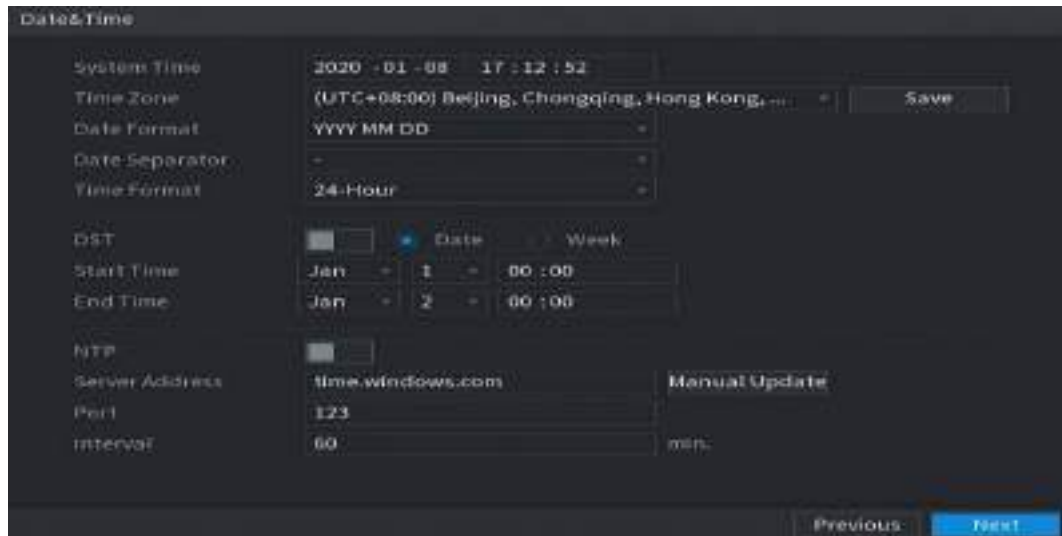 Date&Time
System Time 2020 -01 -08 17 : 12 : 52
Time Zone (UTC+08:00) Beijing, Chongqing, Hong Kong, ... Save
Date Format YYYY MM DD
Date Separator -
Time Format 24-Hour
DST Date Week
Start Time Jan 1 00 : 00
End Time Jan 2 00 : 00
NTP
Server Address time.windows.com Manual Update
Port 123
Interval 60 min.
Previous Next